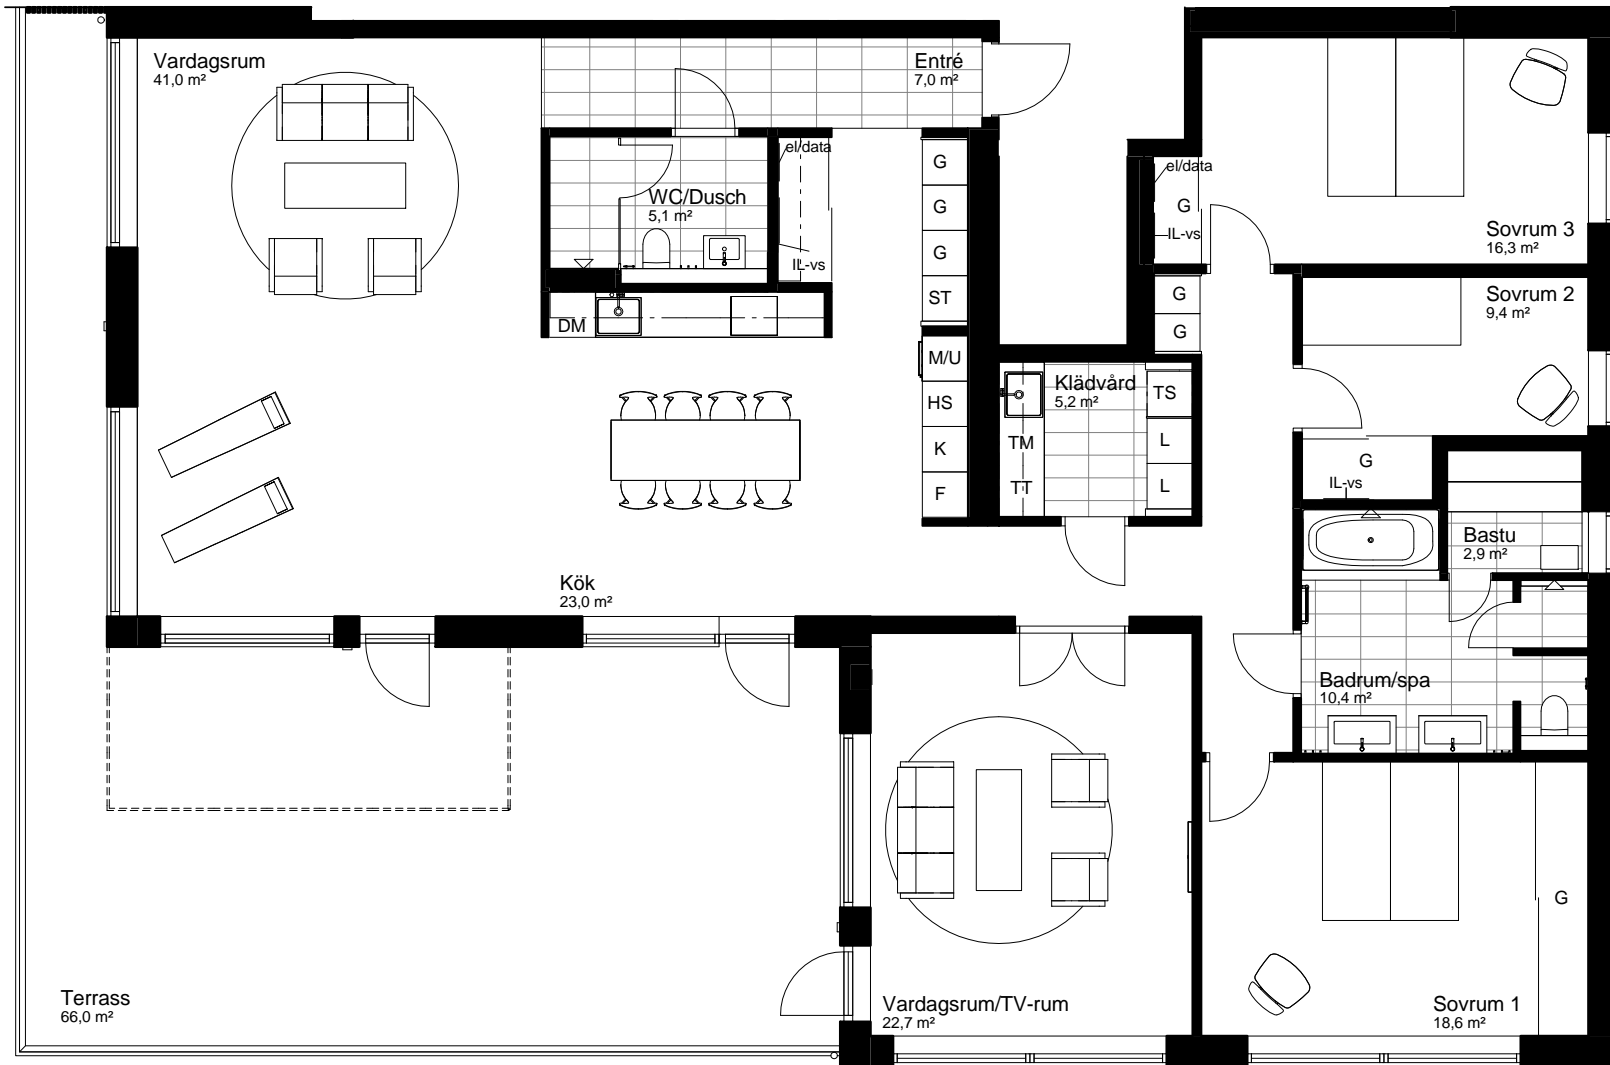 Vardagsrum
41,0 m²
Entré
7,0 m²
WC/Dusch
5,1 m²
el/data
IL-vs
G
G
G
ST
M/U
HS
K
F
DM
Kök
23,0 m²
el/data
G
IL-vs
G
G
Sovrum 3
16,3 m²
Sovrum 2
9,4 m²
G
IL-vs
Klädvård
5,2 m²
TM
TT
TS
L
L
Bastu
2,9 m²
Badrum/spa
10,4 m²
Terrass
66,0 m²
Vardagsrum/TV-rum
22,7 m²
Sovrum 1
18,6 m²
G